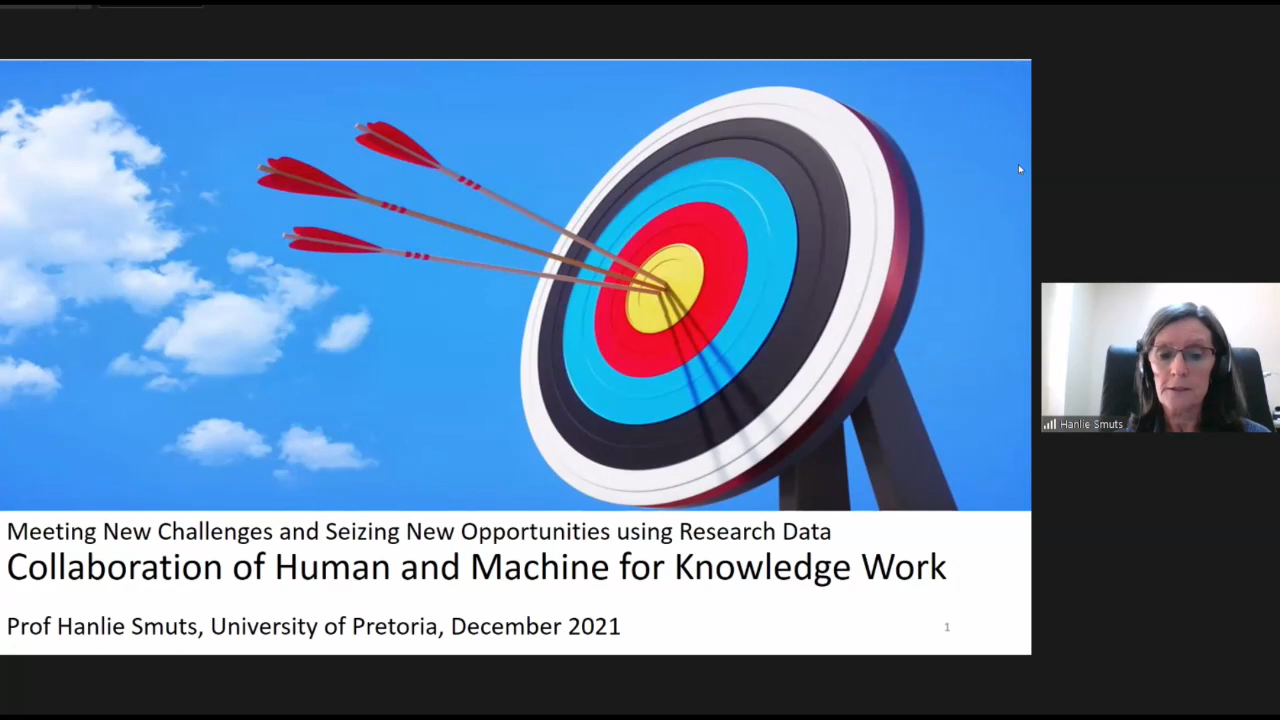 Meeting New Challenges and Seizing New Opportunities using Research Data
Collaboration of Human and Machine for Knowledge Work
Prof Hanlie Smuts, University of Pretoria, December 2021
1
Hanlie Smuts